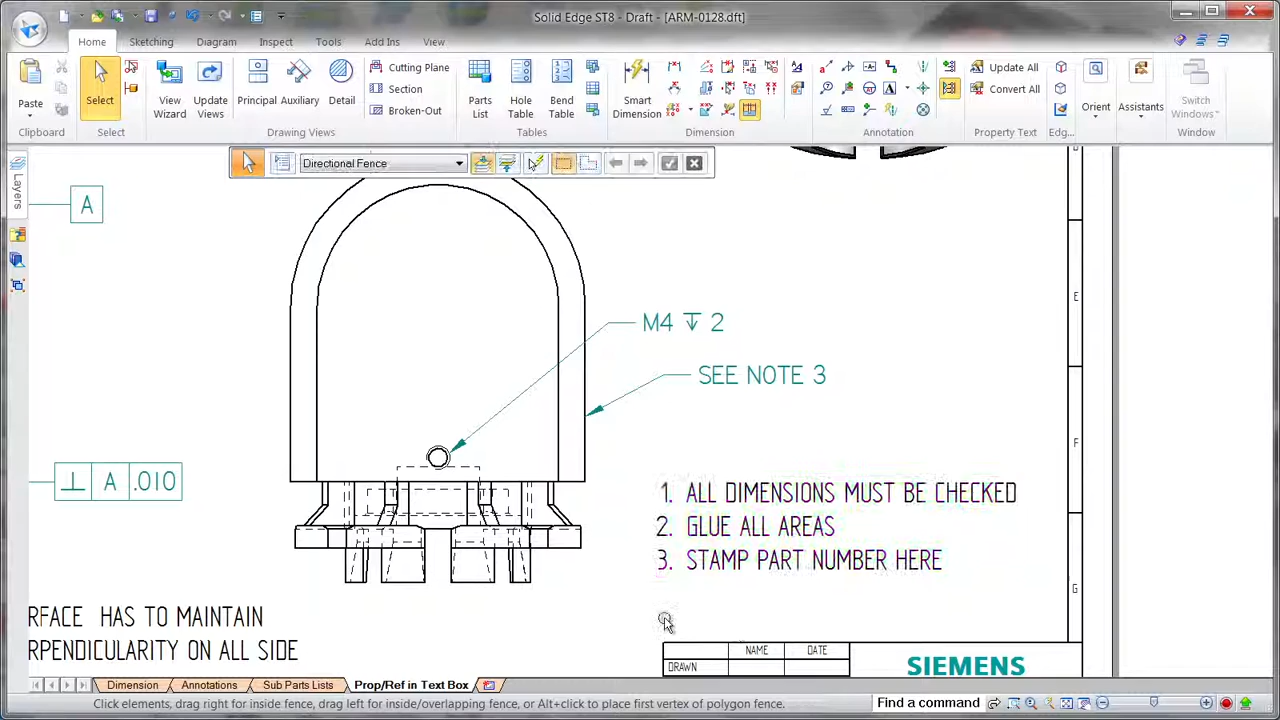 Solid Edge ST8 - Draft - [ARM-0128.dft]
Home Sketching Diagram Inspect Tools Add Ins View
Paste
Clipboard
Select
Select
View Wizard
Update Views
Principal
Auxiliary
Detail
Cutting Plane
Section
Broken-Out
Drawing Views
Parts List
Hole Table
Bend Table
Tables
Smart Dimension
Dimension
Annotation
Update All
Convert All
Property Text
Edg...
Orient
Assistants
Switch Windows
Window
Layers
Directional Fence
A
M4 ↧ 2
SEE NOTE 3
E
F
⊥ A .010
1. ALL DIMENSIONS MUST BE CHECKED
2. GLUE ALL AREAS
3. STAMP PART NUMBER HERE
G
RFACE HAS TO MAINTAIN
RPENDICULARITY ON ALL SIDE
NAME DATE
DRAWN
SIEMENS
Dimension Annotations Sub Parts Lists Prop/Ref in Text Box
Click elements, drag right for inside fence, drag left for inside/overlapping fence, or Alt+click to place first vertex of polygon fence.
Find a command